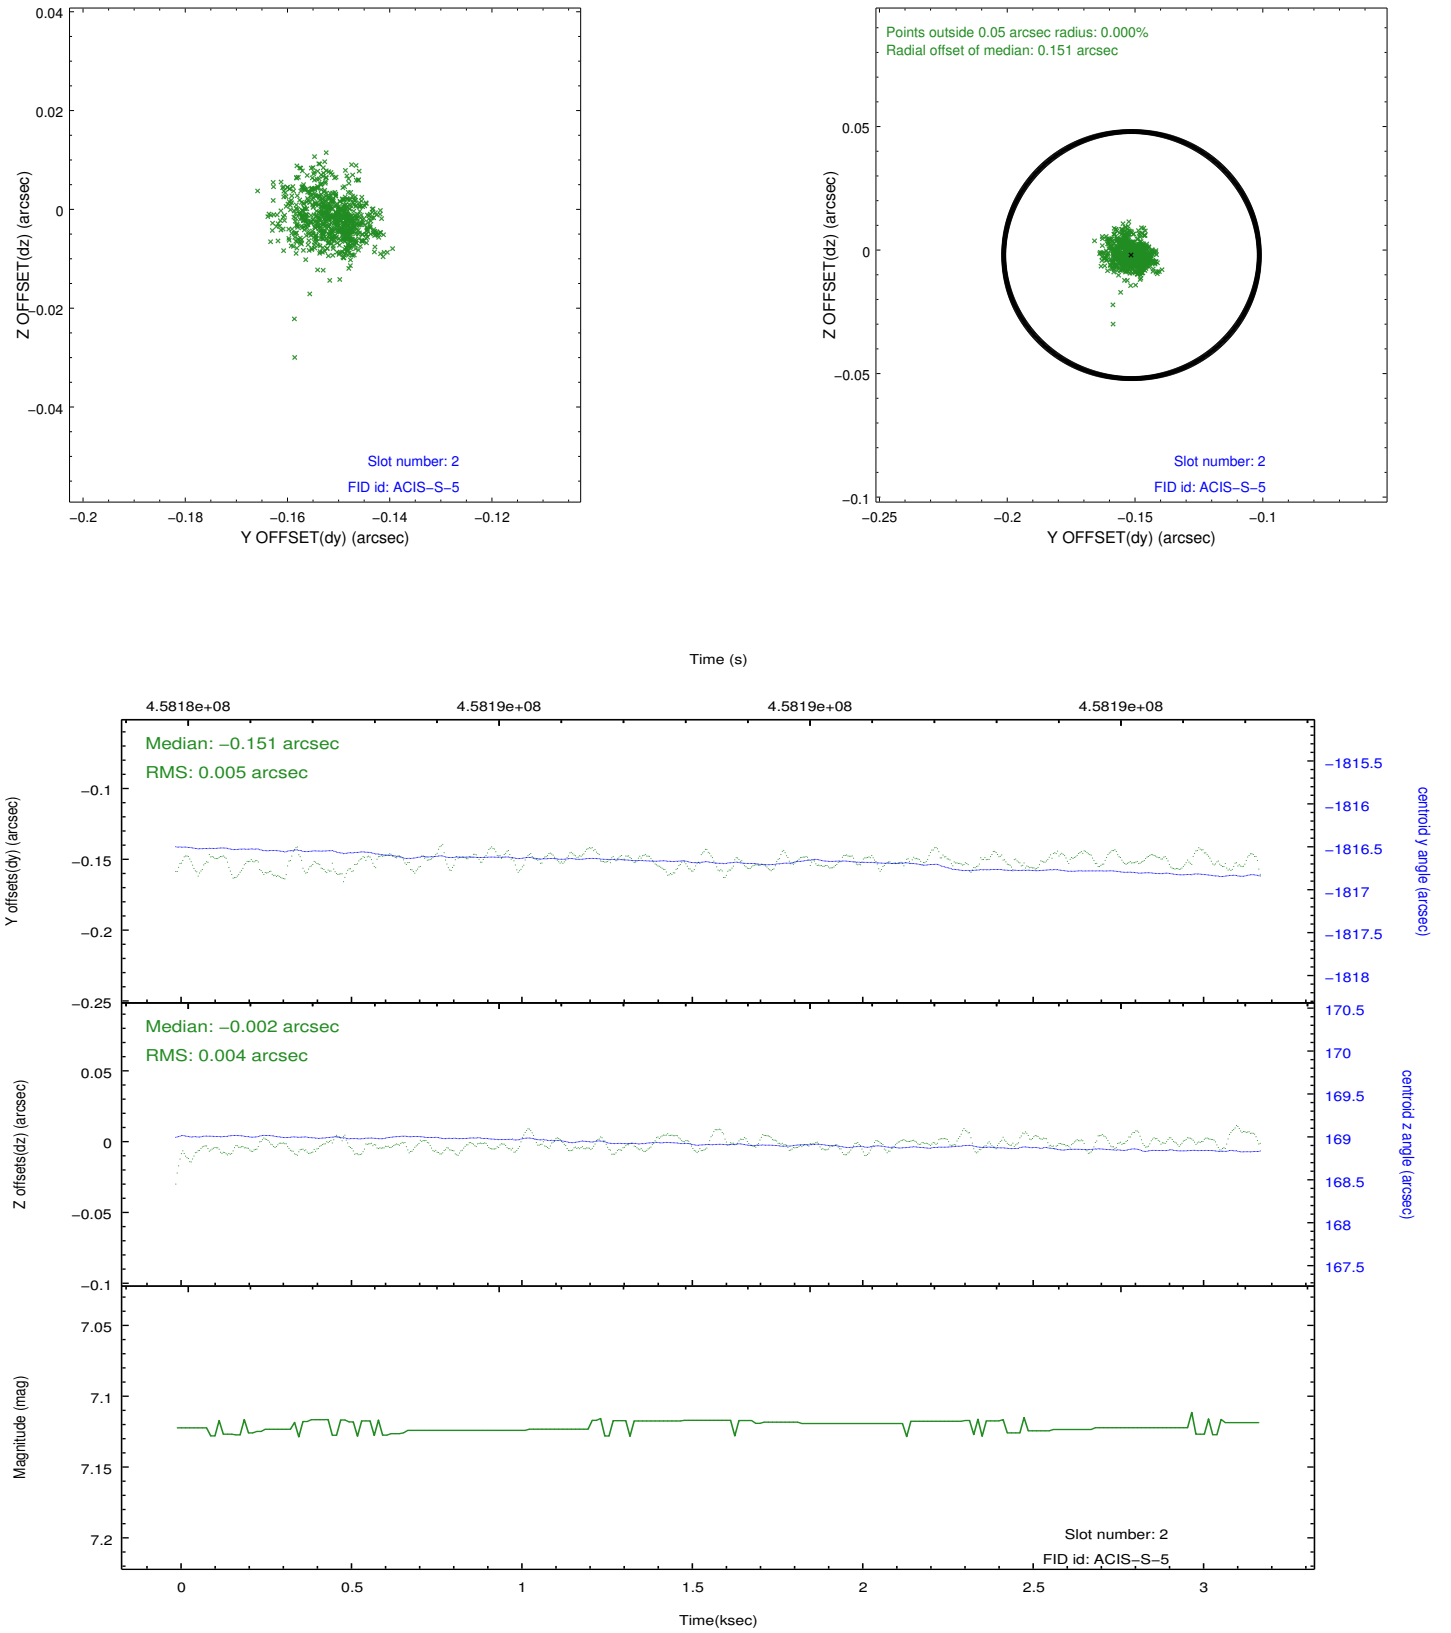 0.04
0.02
0
−0.02
−0.04
Z OFFSET(dz) (arcsec)
Slot number: 2
FID id: ACIS−S−5
−0.2
−0.18
−0.16
−0.14
−0.12
Y OFFSET(dy) (arcsec)
Points outside 0.05 arcsec radius: 0.000%
Radial offset of median: 0.151 arcsec
0.05
0
−0.05
−0.1
Z OFFSET(dz) (arcsec)
Slot number: 2
FID id: ACIS−S−5
−0.25
−0.2
−0.15
−0.1
Y OFFSET(dy) (arcsec)
Time (s)
4.5818e+08
4.5819e+08
4.5819e+08
4.5819e+08
Median: −0.151 arcsec
RMS: 0.005 arcsec
−0.1
−0.15
−0.2
−0.25
Y offsets(dy) (arcsec)
−1815.5
−1816
−1816.5
−1817
−1817.5
−1818
centroid y angle (arcsec)
Median: −0.002 arcsec
RMS: 0.004 arcsec
0.05
0
−0.05
−0.1
Z offsets(dz) (arcsec)
170.5
170
169.5
169
168.5
168
167.5
centroid z angle (arcsec)
7.05
7.1
7.15
7.2
Magnitude (mag)
Slot number: 2
FID id: ACIS−S−5
0
0.5
1
1.5
2
2.5
3
Time(ksec)